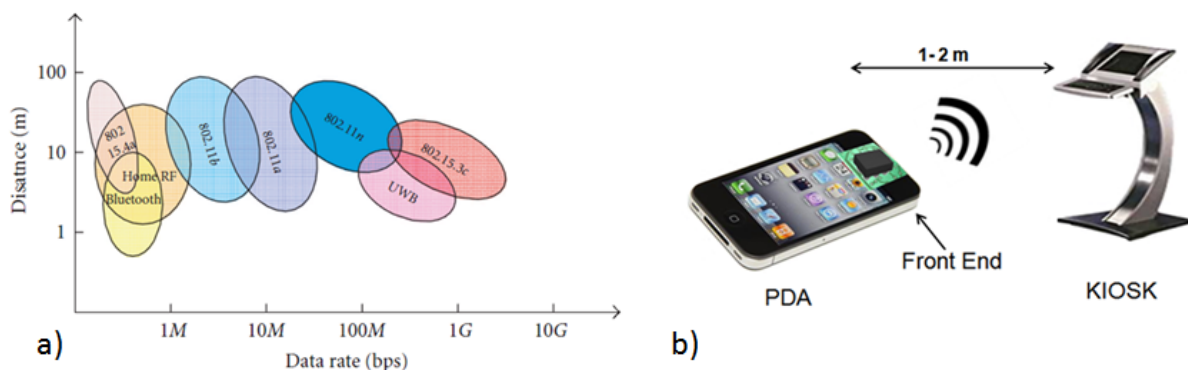 100
10
1
Disatnce (m)
802
15.4a
Home RF
Bluetooth
802.11b
802.11a
802.11n
UWB
802.15.3c
1M
10M
100M
1G
10G
Data rate (bps)
a)
1-2 m
Front End
PDA
KIOSK
b)